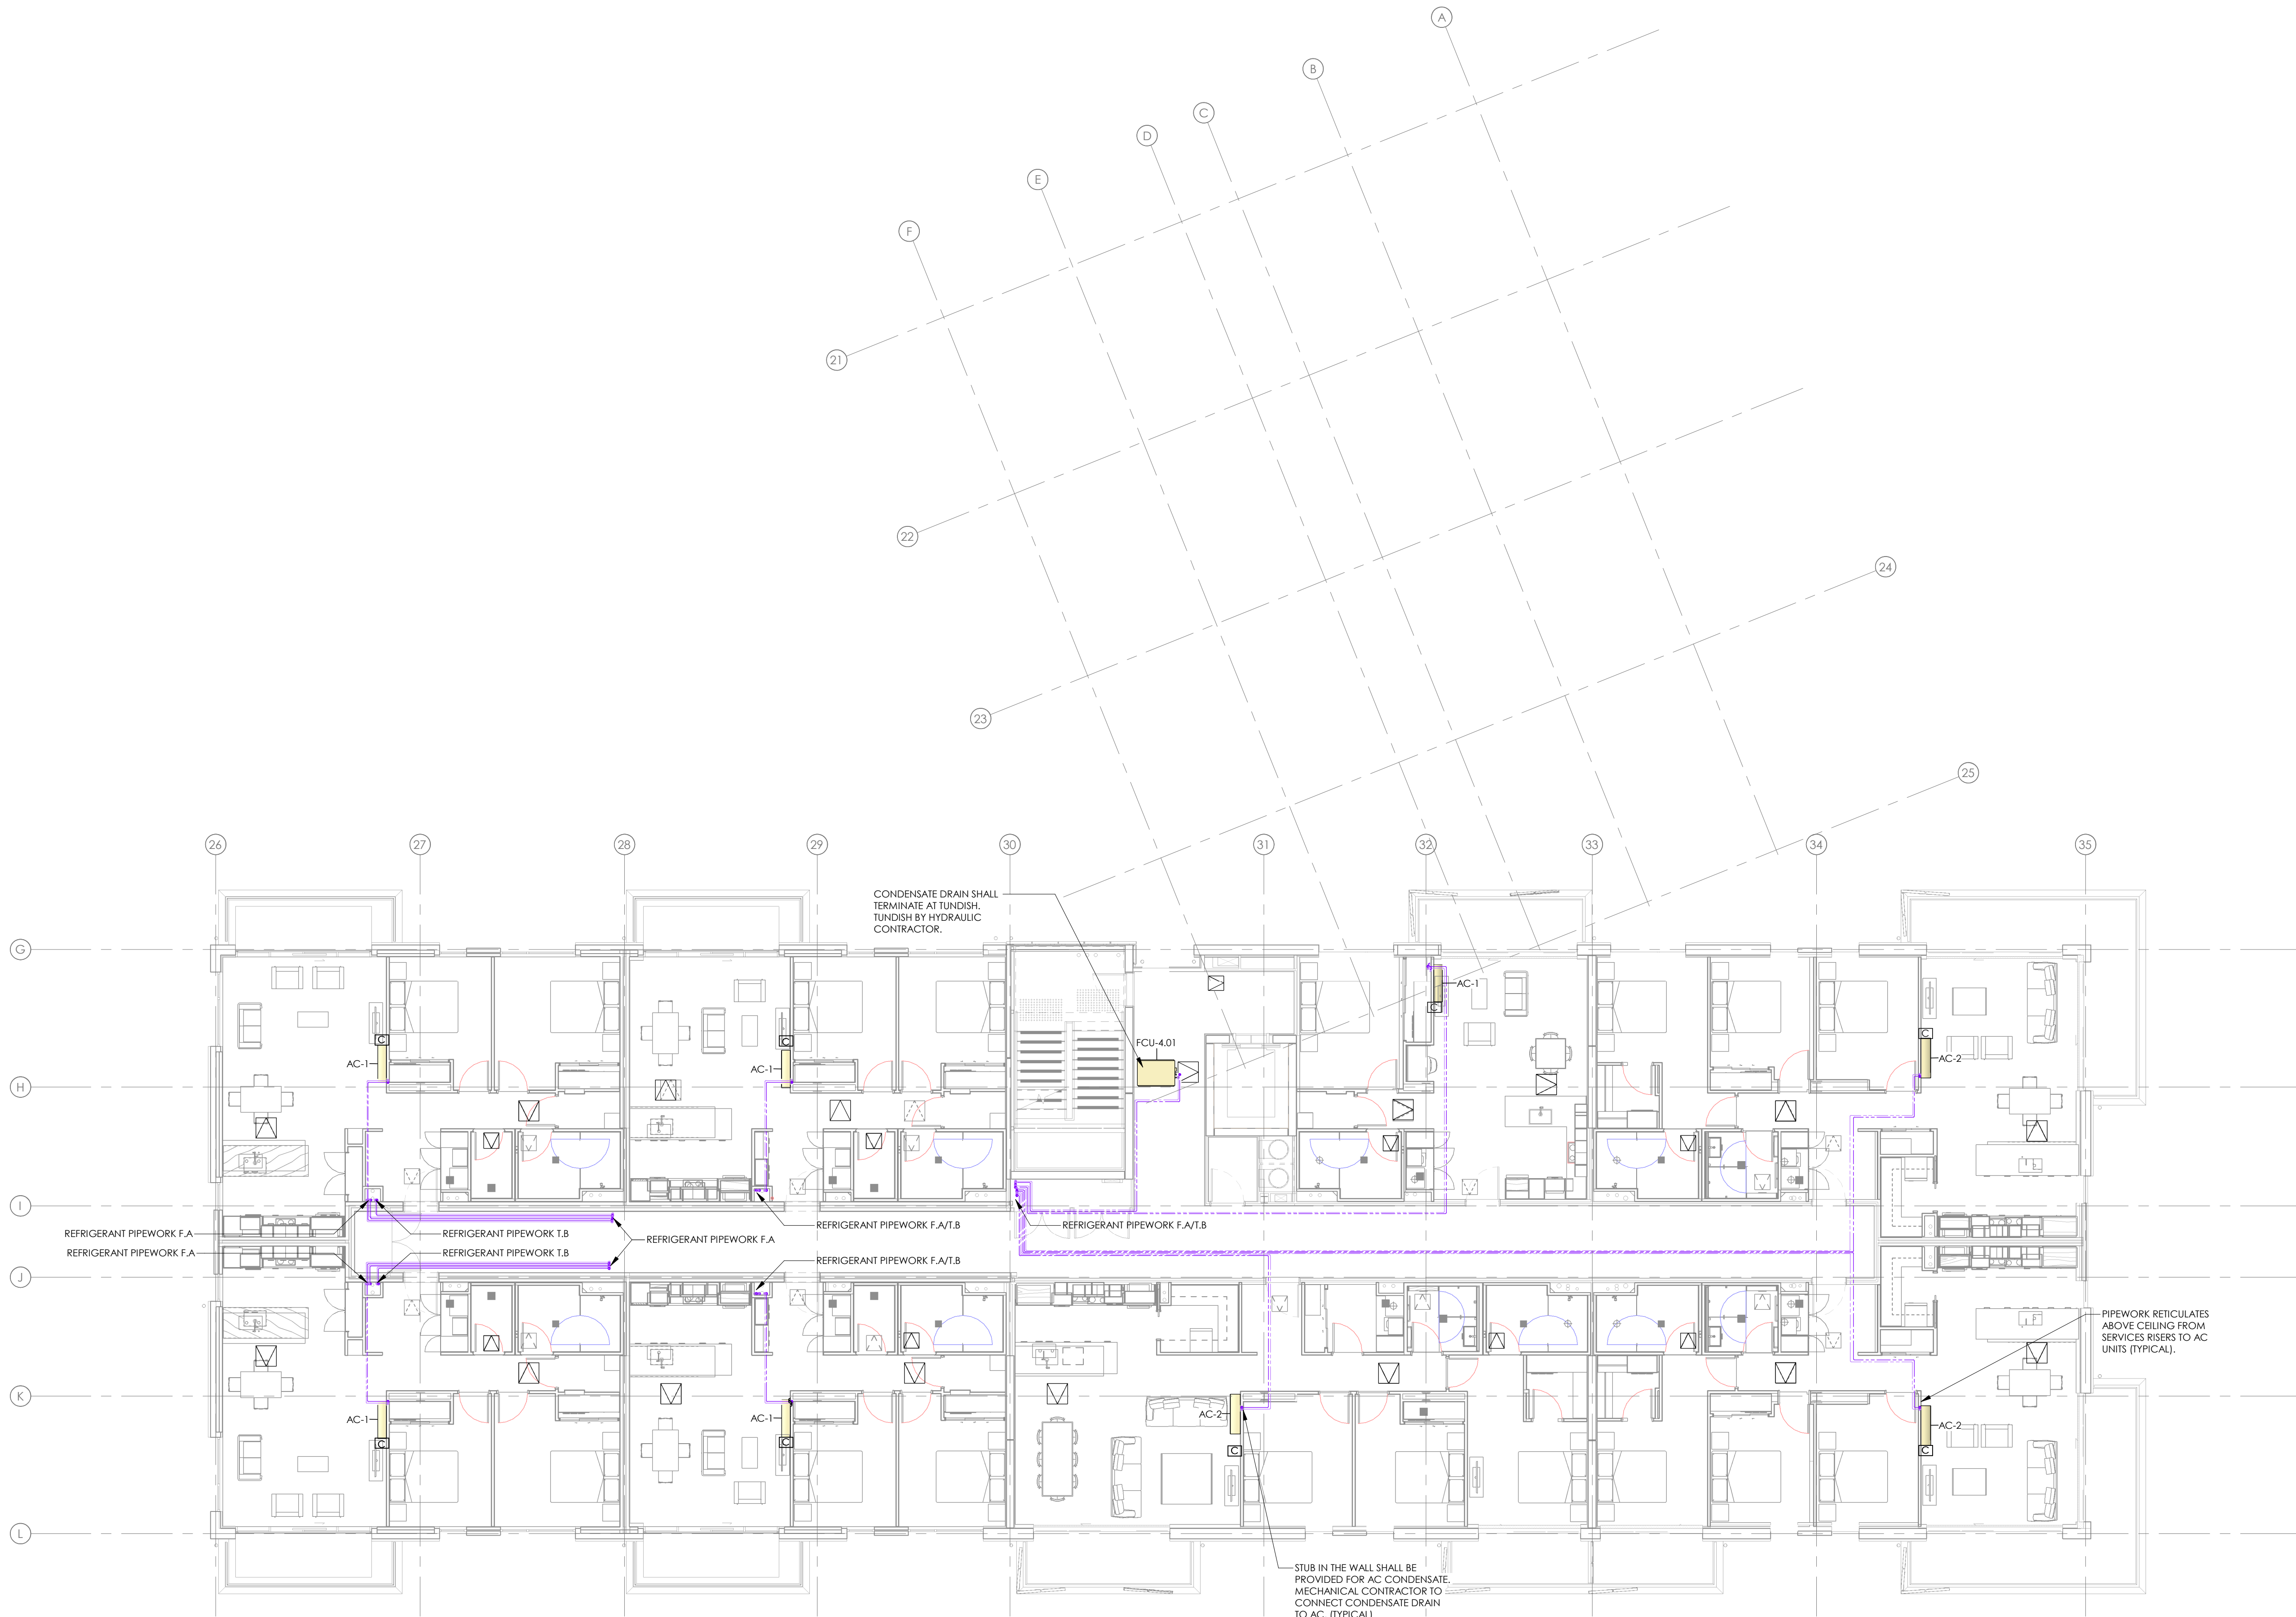 A
B
C
D
E
F
21
22
24
23
25
26
27
28
29
30
31
32
33
34
35
CONDENSATE DRAIN SHALL
TERMINATE AT TUNDISH.
TUNDISH BY HYDRAULIC
CONTRACTOR.
G
AC-1
C
C
C
C
FCU-4.01
AC-1
AC-1
AC-2
H
I
REFRIGERANT PIPEWORK F.A/T.B
REFRIGERANT PIPEWORK F.A/T.B
REFRIGERANT PIPEWORK F.A
REFRIGERANT PIPEWORK T.B
REFRIGERANT PIPEWORK F.A
REFRIGERANT PIPEWORK F.A
REFRIGERANT PIPEWORK T.B
REFRIGERANT PIPEWORK F.A/T.B
J
PIPEWORK RETICULATES
ABOVE CEILING FROM
SERVICES RISERS TO AC
UNITS (TYPICAL).
K
AC-1
AC-1
AC-2
AC-2
C
C
C
C
L
STUB IN THE WALL SHALL BE
PROVIDED FOR AC CONDENSATE.
MECHANICAL CONTRACTOR TO
CONNECT CONDENSATE DRAIN
TO AC. (TYPICAL)